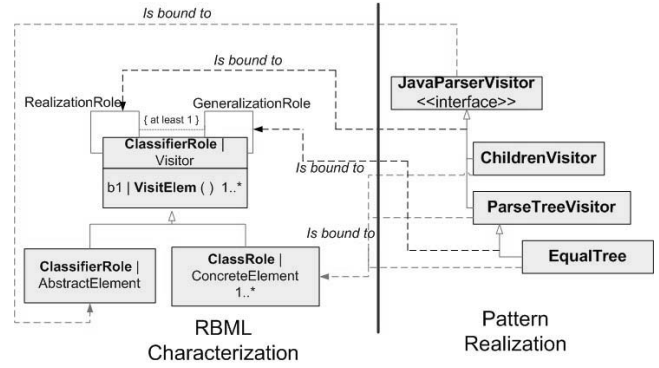 Is bound to
Is bound to
JavaParserVisitor
<<interface>>
RealizationRole
GeneralizationRole
{ at least 1 }
ClassifierRole |
Visitor
Is bound to
ChildrenVisitor
b1 | VisitElem ( ) 1..*
ParseTreeVisitor
Is bound to
ClassifierRole |
AbstractElement
ClassRole |
ConcreteElement
1..*
EqualTree
RBML
Characterization
Pattern
Realization